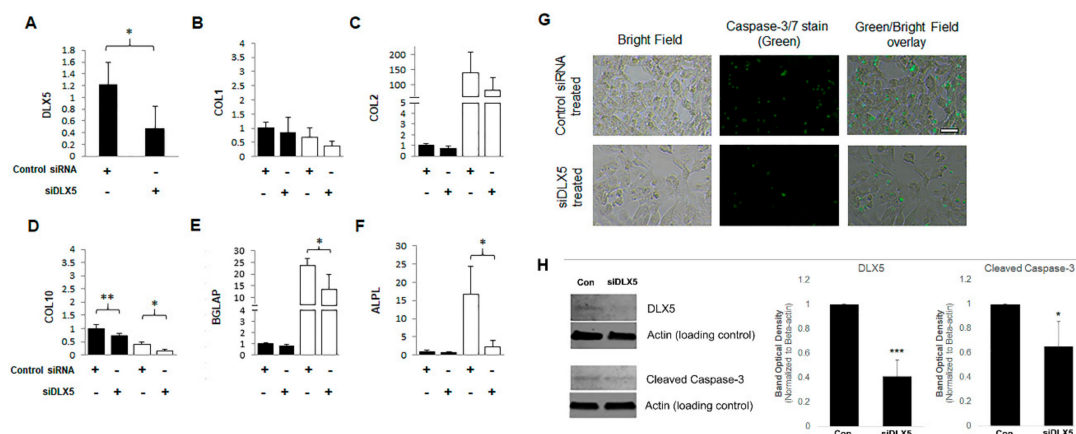 A
*
DLX5
1.8
1.6
1.4
1.2
1
0.8
0.6
0.4
0.2
0
Control siRNA + -
siDLX5 - +
B
COL1
4
3.5
3
2.5
2
1.5
1
0.5
0
+ - + -
- + - +
C
COL2
200
150
100
50
5
4
3
2
1
0
+ - + -
- + - +
D
COL10
4
3.5
3
2.5
2
1.5
1
0.5
0
** *
Control siRNA + - + -
siDLX5 - + - +
E
BGLAP
30
25
20
15
10
5
4
3
2
1
0
*
+ - + -
- + - +
F
ALPL
30
25
20
15
10
5
0
*
+ - + -
- + - +
G
Bright Field
Caspase-3/7 stain
(Green)
Green/Bright Field
overlay
Control siRNA
treated
siDLX5
treated
H
Con siDLX5
DLX5
Actin (loading control)
Cleaved Caspase-3
Actin (loading control)
DLX5
Band Optical Density
(Normalized to Beta-actin)
1.2
1
0.8
0.6
0.4
0.2
0
***
Con siDLX5
Cleaved Caspase-3
Band Optical Density
(Normalized to Beta-actin)
1.2
1
0.8
0.6
0.4
0.2
0
*
Con siDLX5